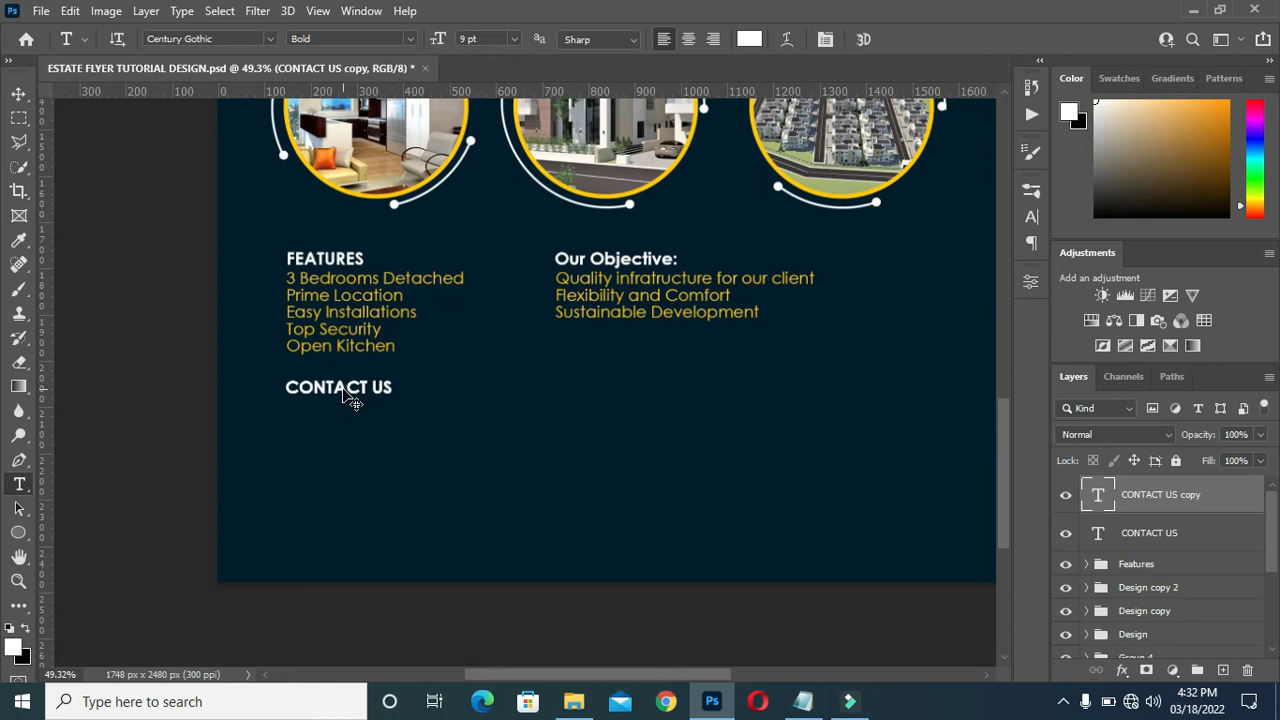 File Edit Image Layer Type Select Filter 3D View Window Help
Century Gothic Bold 9 pt Sharp 3D
ESTATE FLYER TUTORIAL DESIGN.psd @ 49.3% (CONTACT US copy, RGB/8) *
300 200 100 0 100 200 300 400 500 600 700 800 900 1000 1100 1200 1300 1400 1500 1600
Color Swatches Gradients Patterns
FEATURES
3 Bedrooms Detached
Prime Location
Easy Installations
Top Security
Open Kitchen
Our Objective:
Quality infratructure for our client
Flexibility and Comfort
Sustainable Development
CONTACT US
Adjustments
Add an adjustment
Layers Channels Paths
Kind
Normal Opacity: 100%
Lock: Fill: 100%
CONTACT US copy
CONTACT US
Features
Design copy 2
Design copy
Design
Group 4
49.32% 1748 px x 2480 px (300 ppi)
Type here to search
4:32 PM
03/18/2022